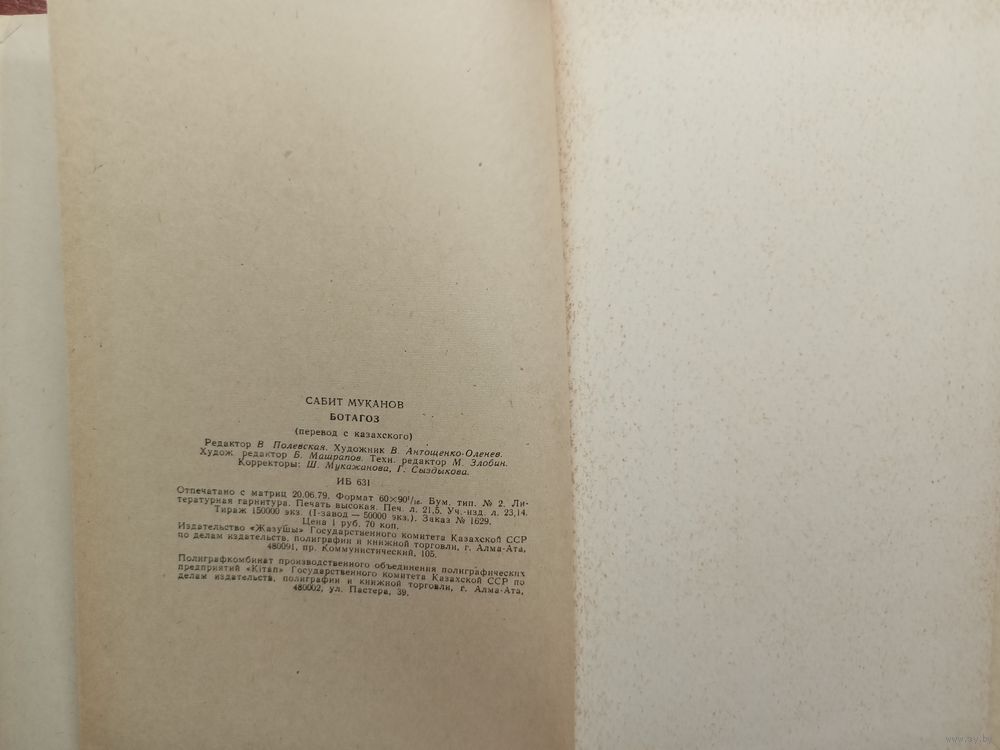 САБИТ МУКАНОВ
БОТАГОЗ
(перевод с казахского)
Редактор В Полевская. Художник В. Антощенко-Оленев.
Худож редактор Б. Машрапов. Техн. редактор М. Злобин.
Корректоры: Ш. Мукажанова, Г. Сыздыкова.
ИБ 631
Отпечатано с матриц 20.06.79. Формат 60×90¹/₁₆. Бум. тип. № 2. Ли-
тературная гарнитура. Печать высокая. Печ. л. 21,5. Уч.-изд. л. 23,14.
Тираж 150000 экз. (I-завод — 50000 экз.). Заказ № 1629.
Цена 1 руб. 70 коп.
Издательство «Жазушы» Государственного комитета Казахской ССР
по делам издательств, полиграфии и книжной торговли, г. Алма-Ата,
480091, пр. Коммунистический, 105.
Полиграфкомбинат производственного объединения полиграфических
предприятий «Кітап» Государственного комитета Казахской ССР по
делам издательств, полиграфии и книжной торговли, г. Алма-Ата,
480002, ул. Пастера, 39.
www.ay.by